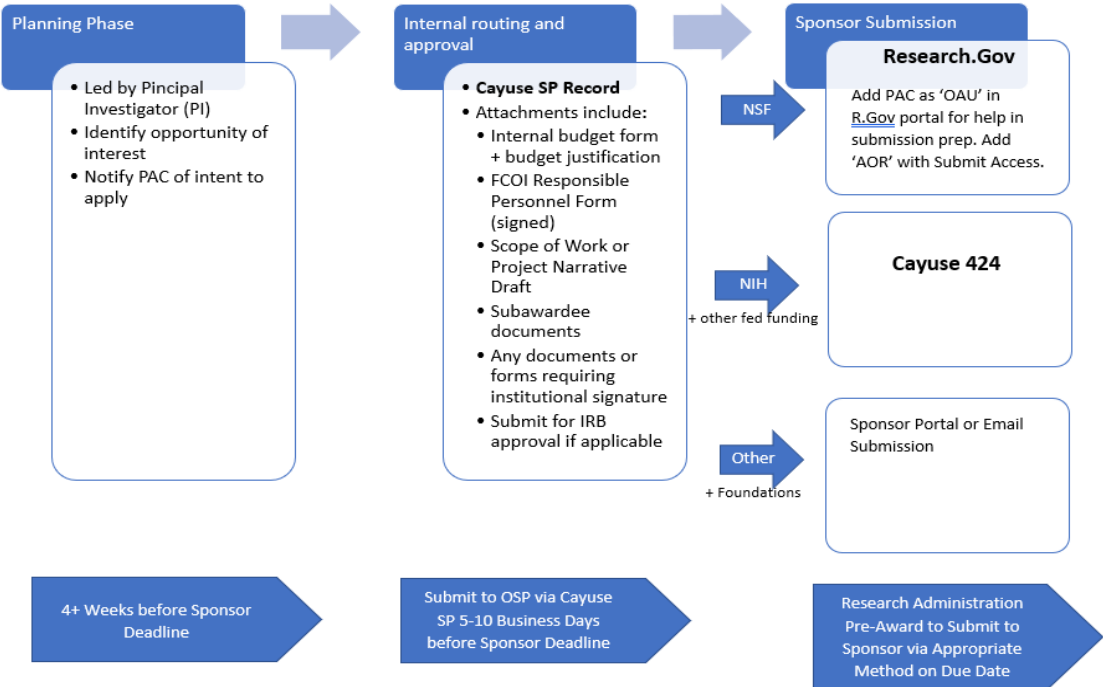 Planning Phase
• Led by Pincipal
Investigator (PI)
• Identify opportunity of
interest
• Notify PAC of intent to
apply
Internal routing and
approval
• Cayuse SP Record
• Attachments include:
• Internal budget form
+ budget justification
• FCOI Responsible
Personnel Form
(signed)
• Scope of Work or
Project Narrative
Draft
• Subawardee
documents
• Any documents or
forms requiring
institutional signature
• Submit for IRB
approval if applicable
Sponsor Submission
NSF
Research.Gov
Add PAC as ‘OAU’ in
R.Gov portal for help in
submission prep. Add
‘AOR’ with Submit Access.
NIH
+ other fed funding
Cayuse 424
Other
+ Foundations
Sponsor Portal or Email
Submission
4+ Weeks before Sponsor
Deadline
Submit to OSP via Cayuse
SP 5-10 Business Days
before Sponsor Deadline
Research Administration
Pre-Award to Submit to
Sponsor via Appropriate
Method on Due Date